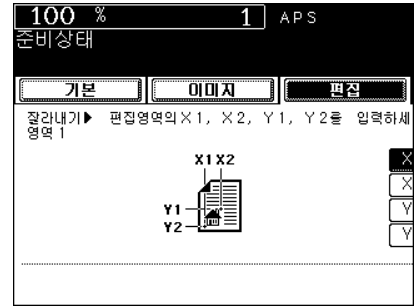 100 % 1 APS
준비상태
기본 이미지 편집
잘라내기▶ 편집영역의X1, X2, Y1, Y2를 입력하세
영역 1
X1 X2
X
X
Y1
Y
Y2
Y